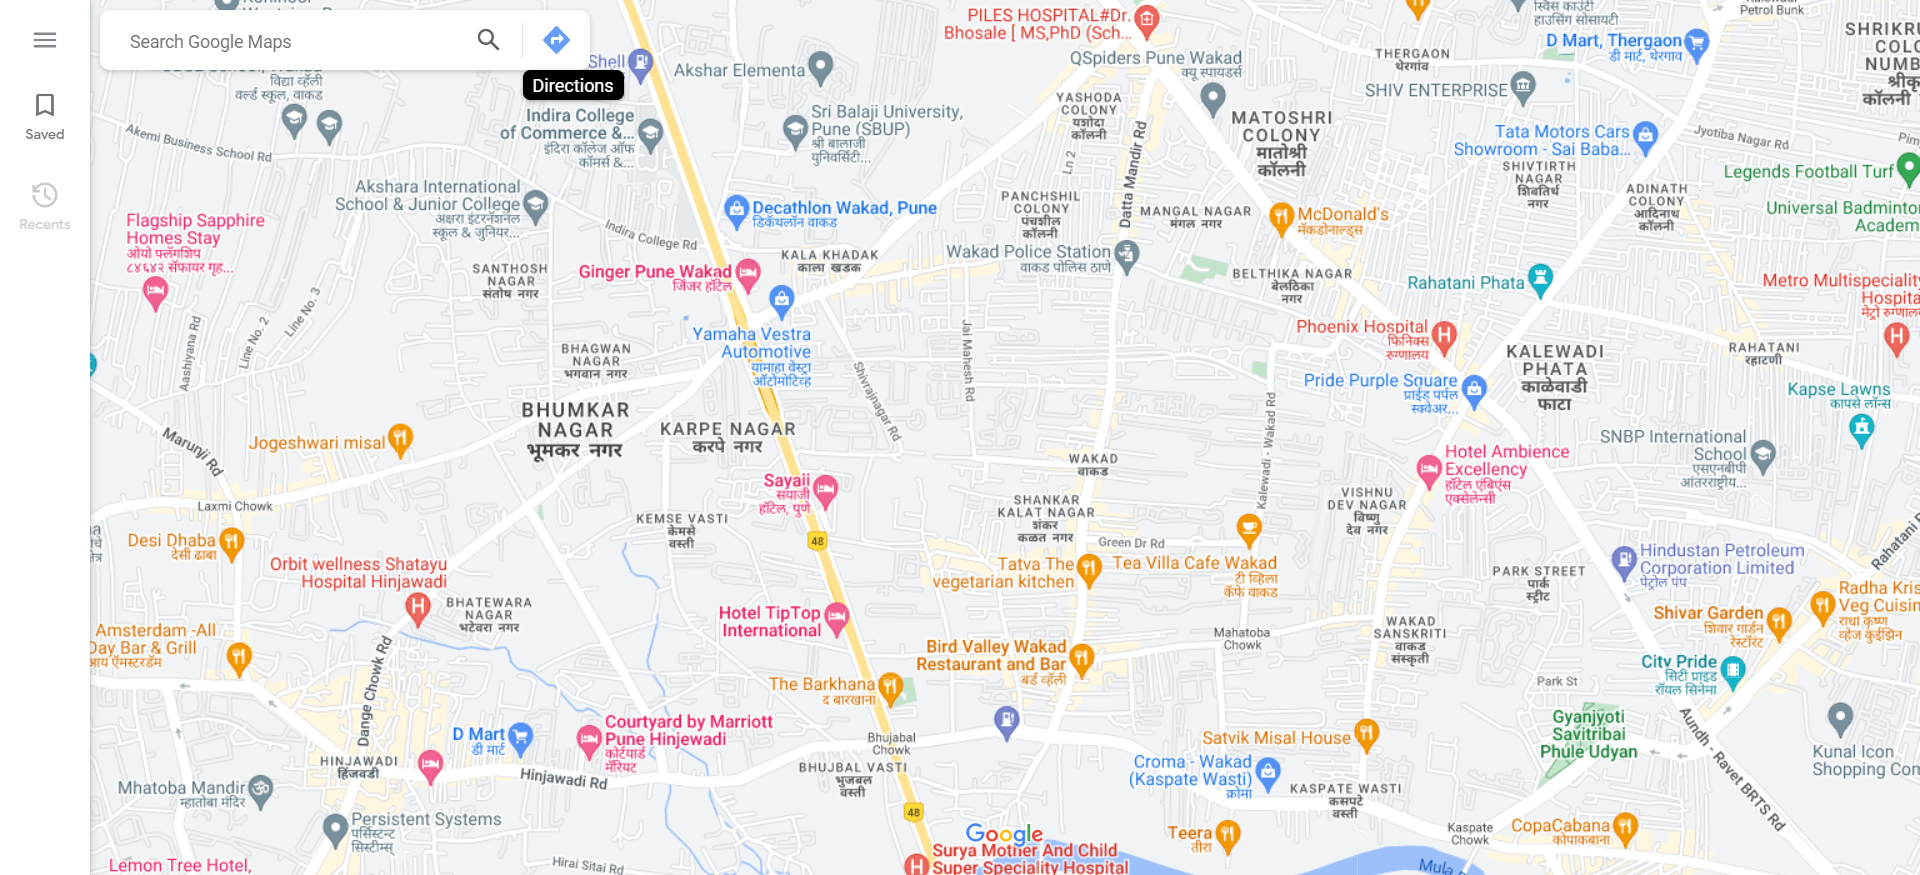 Search Google Maps
Directions
Saved
Recents
Shell
Akshar Elementa
PILES HOSPITAL#Dr.
Bhosale [ MS,PhD (Sch...
QSpiders Pune Wakad
क्यू स्पायडर्स
THERGAON
थेरगांव
हाउसिंग सोसायटी
Petrol Bunk
D Mart, Thergaon
डी मार्ट, थेरगाव
SHIV ENTERPRISE
विद्या व्हॅली
वर्ल्ड स्कूल, वाकड
Akemi Business School Rd
Indira College
of Commerce &...
इंदिरा कॉलेज ऑफ
कॉमर्स &...
Sri Balaji University,
Pune (SBUP)
श्री बालाजी
युनिवर्सिटी...
YASHODA
COLONY
यशोदा
कॉलनी
Ln 2
Datta Mandir Rd
MATOSHRI
COLONY
मातोश्री
कॉलनी
Tata Motors Cars
Showroom - Sai Baba...
Jyotiba Nagar Rd
SHIVTIRTH
NAGAR
शिवतिर्थ
नगर
Legends Football Turf
ADINATH
COLONY
आदिनाथ
कॉलनी
Akshara International
School & Junior College
अक्षरा इंटरनॅशनल
स्कूल & जुनियर...
Flagship Sapphire
Homes Stay
ओयो फ्लॅगशिप
८४६४२ सॅफायर गृह...
Indira College Rd
Decathlon Wakad, Pune
डिकॅथलॉन वाकड
PANCHSHIL
COLONY
पंचशील
कॉलनी
MANGAL NAGAR
मंगल नगर
McDonald's
मॅकडोनाल्ड्स
Wakad Police Station
वाकड पोलिस ठाणे
KALA KHADAK
काला खडक
Ginger Pune Wakad
जिंजर हॉटेल
SANTHOSH
NAGAR
संतोष नगर
BELTHIKA NAGAR
बेलठिका
नगर
Rahatani Phata
Metro Multispeciality
Line No. 3
Line No. 2
Aashiyana Rd
Yamaha Vestra
Automotive
यामाहा वेस्ट्रा
ऑटोमोटिव्ह
Jai Mahesh Rd
Phoenix Hospital
फिनिक्स
रुग्णालय
BHAGWAN
NAGAR
भगवान नगर
Shivrajnagar Rd
KALEWADI
PHATA
काळेवाडी
फाटा
RAHATANI
रहाटणी
Pride Purple Square
प्राईड पर्पल
स्क्वेअर...
Kapse Lawns
कापसे लॉन्स
BHUMKAR
NAGAR
भूमकर नगर
KARPE NAGAR
करपे नगर
Marunji Rd
Jogeshwari misal
Kalewadi - Wakad Rd
SNBP International
School
एसएनबीपी
आंतरराष्ट्रीय...
Hotel Ambience
Excellency
हॉटेल एंबिएंस
एक्सेलेन्सी
WAKAD
वाकड
Sayaji
सयाजी
हॉटेल, पुणे
Laxmi Chowk
SHANKAR
KALAT NAGAR
शंकर
कळत नगर
VISHNU
DEV NAGAR
विष्णु
देव नगर
KEMSE VASTI
केमसे
वस्ती
Desi Dhaba
देसी ढाबा
48
Green Dr Rd
Orbit wellness Shatayu
Hospital Hinjawadi
Tatva The
vegetarian kitchen
Tea Villa Cafe Wakad
टी व्हिला
कॅफे वाकड
Hindustan Petroleum
Corporation Limited
पेट्रोल पंप
PARK STREET
पार्क
स्ट्रीट
BHATEWARA
NAGAR
भटेवरा नगर
Hotel TipTop
International
Shivar Garden
शिवार गार्डन
रेस्टॉरंट
राधा कृष्ण
व्हेज कुईझिन
Amsterdam -All
Day Bar & Grill
आय ऍमस्टरडॅम
Mahatoba
Chowk
WAKAD
SANSKRITI
वाकड
संस्कृती
Bird Valley Wakad
Restaurant and Bar
बर्ड व्हॅली
City Pride
सिटी प्राइड
रॉयल सिनेमा
Park St
The Barkhana
द बारखाना
Dange Chowk Rd
D Mart
डी मार्ट
Courtyard by Marriott
Pune Hinjewadi
कोर्टयार्ड
मॅरियट
Bhujabal
Chowk
Satvik Misal House
Gyanjyoti
Savitribai
Phule Udyan
Aundh - Ravet BRTS Rd
Kunal Icon
HINJAWADI
हिंजवडी
Hinjawadi Rd
BHUJBAL VASTI
भुजबल
वस्ती
Croma - Wakad
(Kaspate Wasti)
क्रोमा
KASPATE WASTI
कसपटे
वस्ती
Mhatoba Mandir
म्हातोबा मंदिर
48
Persistent Systems
पर्सिस्टन्ट
सिस्टीम्स्
Google
Teera
तीरा
Kaspate
Chowk
CopaCabana
कोपाकबाना
Surya Mother And Child
Super Speciality Hospital
Lemon Tree Hotel,
Hirai Sitai Rd
Mula